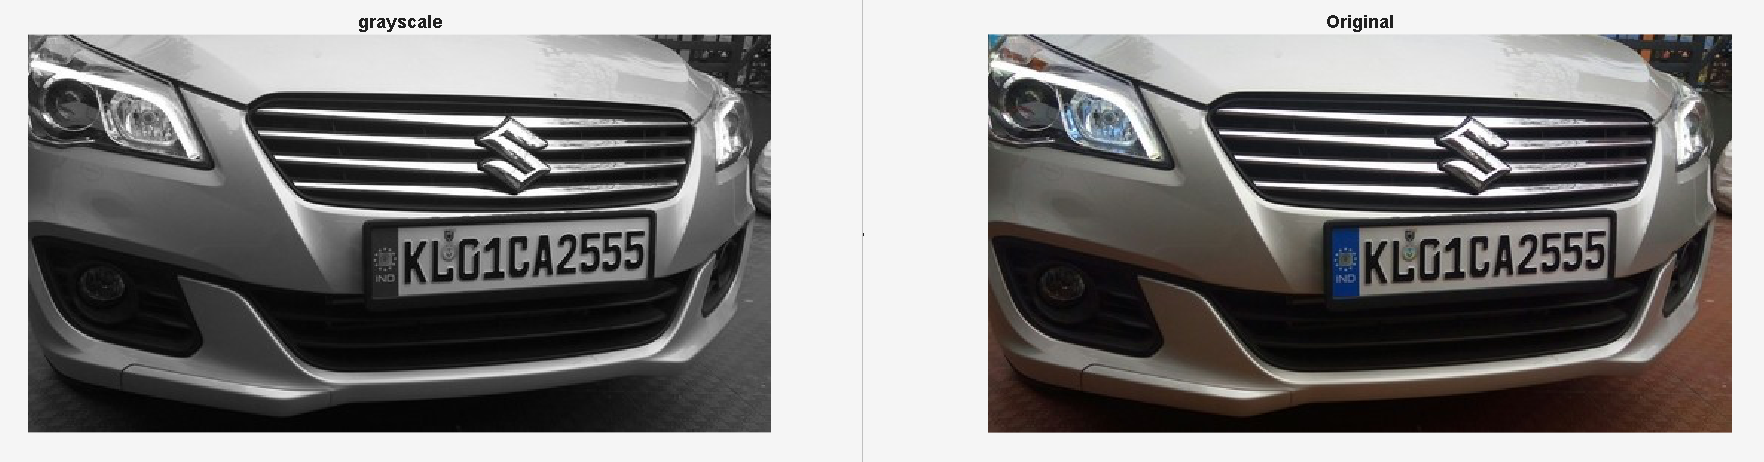 grayscale
Original
KL01CA2555
IND
KL01CA2555
IND